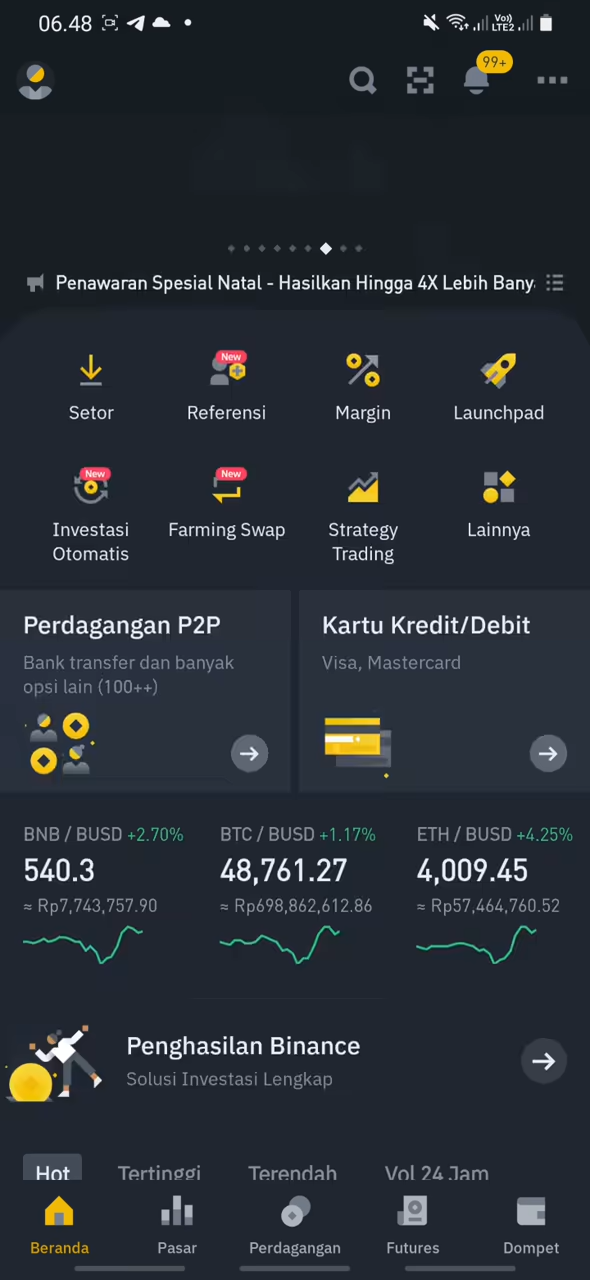 06.48
Vo))
LTE2
99+
Penawaran Spesial Natal - Hasilkan Hingga 4X Lebih Bany
New
New
Setor Referensi Margin Launchpad
New New
Investasi Otomatis Farming Swap Strategy Trading Lainnya
Perdagangan P2P
Bank transfer dan banyak
opsi lain (100++)
Kartu Kredit/Debit
Visa, Mastercard
BNB / BUSD +2.70%
540.3
≈ Rp7,743,757.90
BTC / BUSD +1.17%
48,761.27
≈ Rp698,862,612.86
ETH / BUSD +4.25%
4,009.45
≈ Rp57,464,760.52
Penghasilan Binance
Solusi Investasi Lengkap
Hot Tertinggi Terendah Vol 24 Jam
Beranda Pasar Perdagangan Futures Dompet